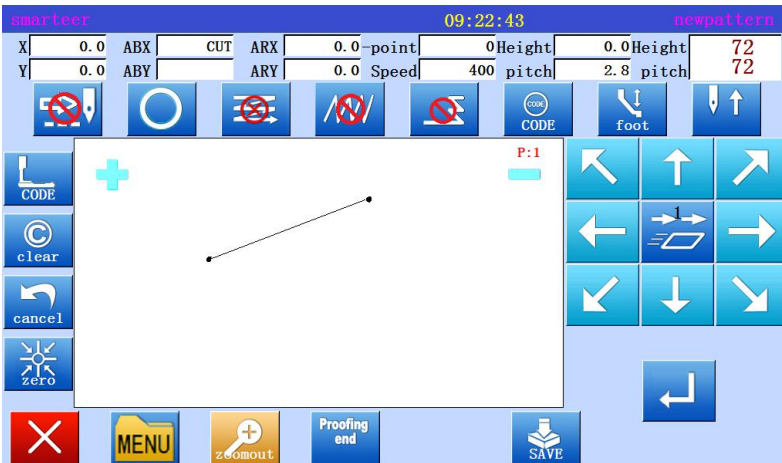 smarteer 09:22:43 newpattern
X 0.0 ABX CUT ARX 0.0 -point 0 Height 0.0 Height 72
Y 0.0 ABY ARY 0.0 Speed 400 pitch 2.8 pitch 72
CODE
CODE foot
P:1
CODE
1
clear
cancel
zero
MENU zoomout Proofing
end
SAVE